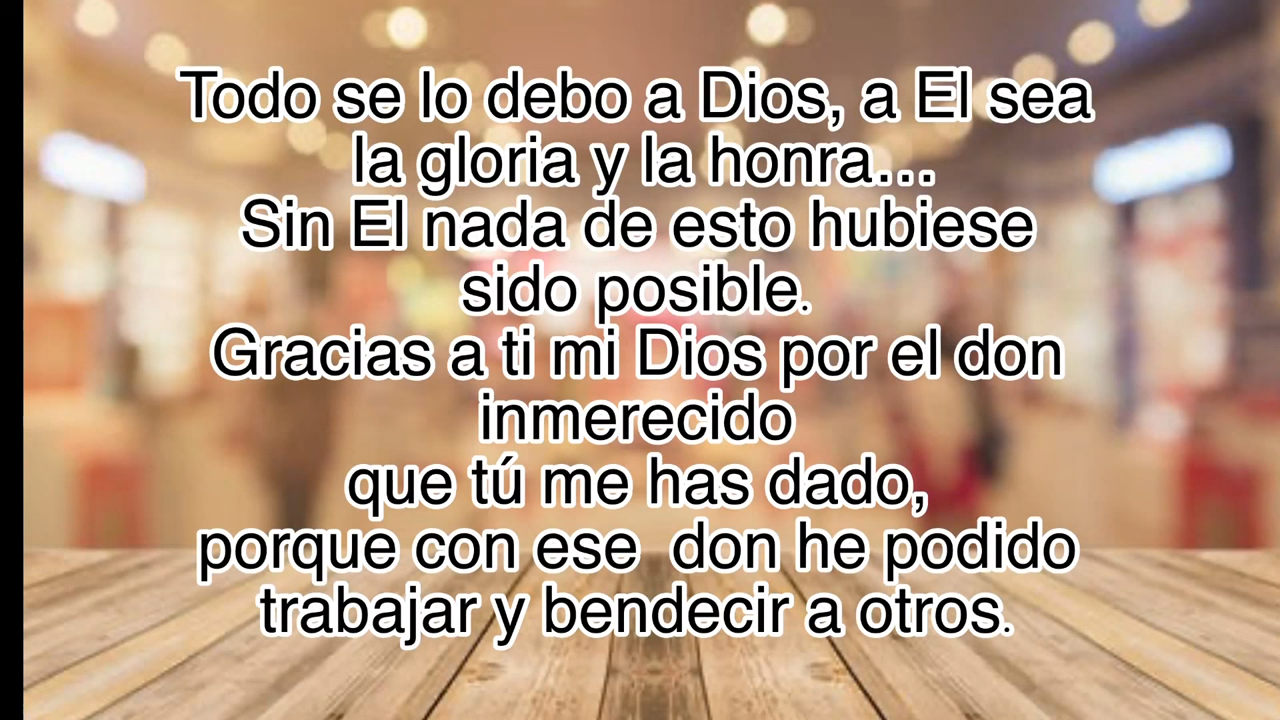 Todo se lo debo a Dios, a El sea
la gloria y la honra...
Sin El nada de esto hubiese
sido posible.
Gracias a ti mi Dios por el don
inmerecido
que tú me has dado,
porque con ese  don he podido
trabajar y bendecir a otros.